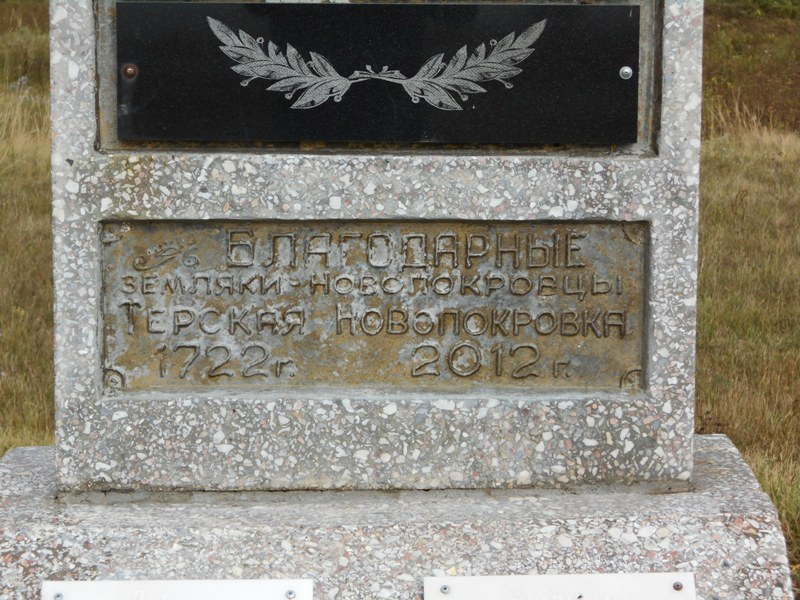 БЛАГОДАРНЫЕ
ЗЕМЛЯКИ-НОВОПОКРОВЦЫ
ТЕРСКАЯ НОВОПОКРОВКА
1722г. 2012г.